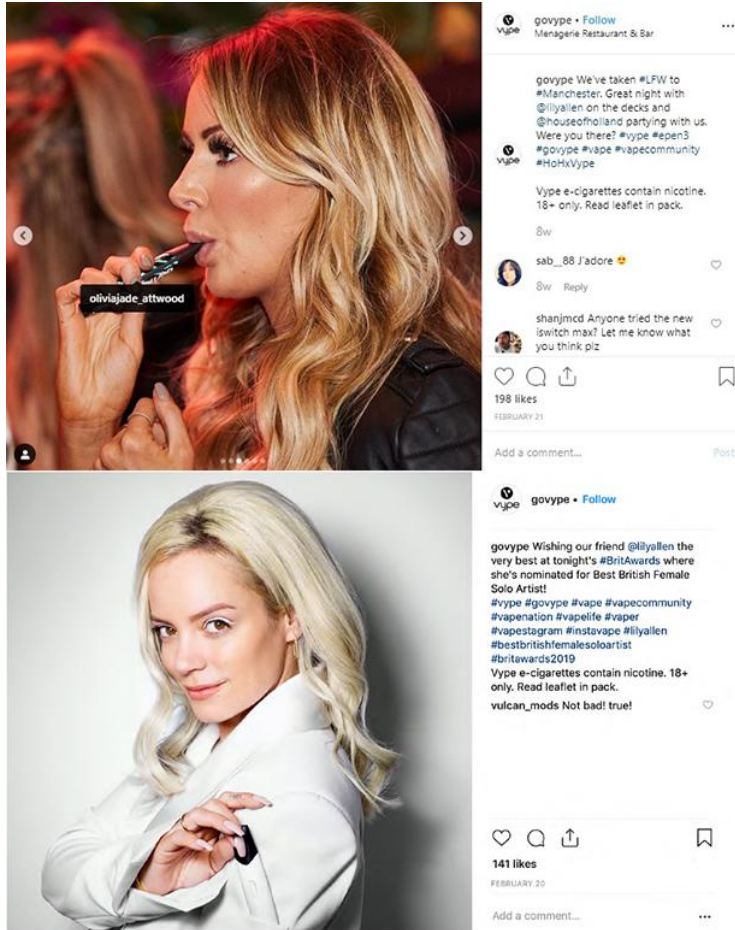 oliviajade_attwood
vype
govype • Follow
Menagerie Restaurant & Bar
...
vype
govype We've taken #LFW to
#Manchester. Great night with
@lilyallen on the decks and
@houseofholland partying with us.
Were you there? #vype #epen3
#govype #vape #vapecommunity
#HoHxVype
Vype e-cigarettes contain nicotine.
18+ only. Read leaflet in pack.
8w
sab__88 J'adore 😍
8w Reply
shanjmcd Anyone tried the new
iswitch max? Let me know what
you think plz
198 likes
FEBRUARY 21
Add a comment...
Post
vype
govype • Follow
govype Wishing our friend @lilyallen the
very best at tonight's #BritAwards where
she's nominated for Best British Female
Solo Artist!
#vype #govype #vape #vapecommunity
#vapenation #vapelife #vaper
#vapestagram #instavape #lilyallen
#bestbritishfemalesoloartist
#britawards2019
Vype e-cigarettes contain nicotine. 18+
only. Read leaflet in pack.
vulcan_mods Not bad! true!
141 likes
FEBRUARY 20
Add a comment...
...